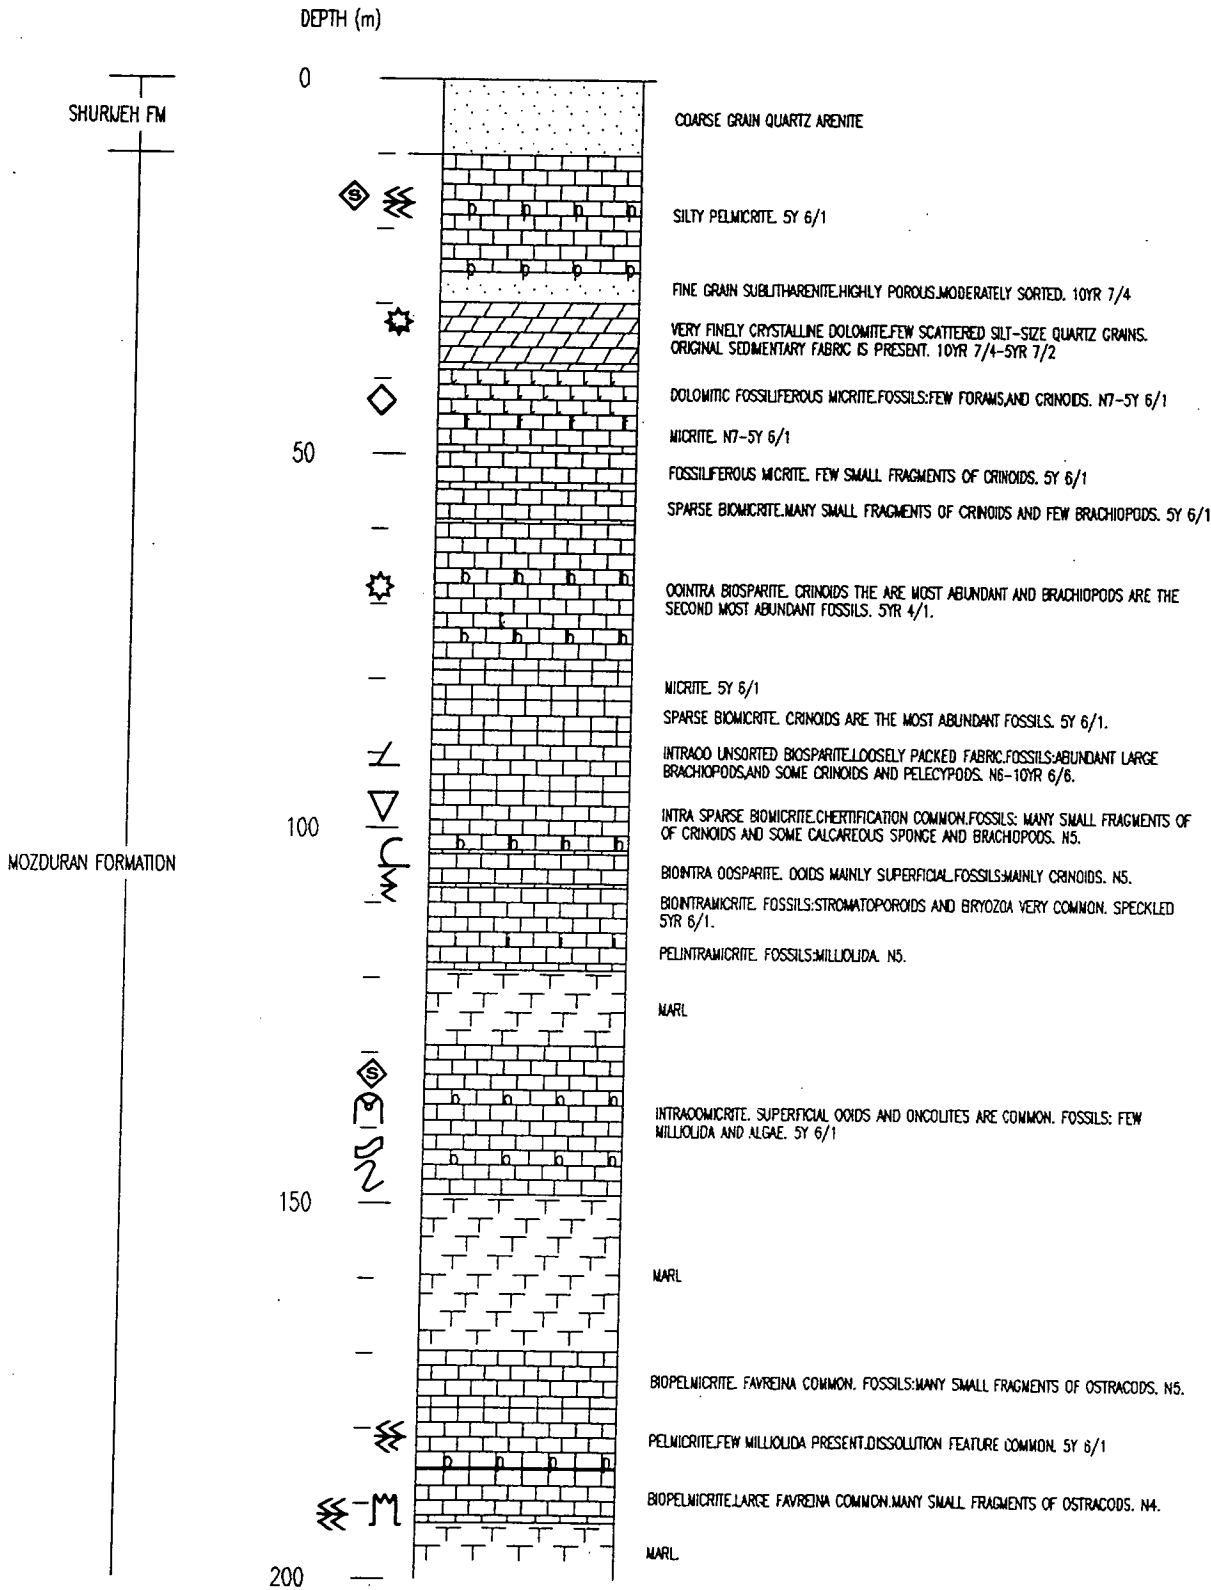 DEPTH (m)
0
SHURIJEH FM
COARSE GRAIN QUARTZ ARENITE
S
SILTY PELMICRITE. 5Y 6/1
FINE GRAIN SUBLITHARENITE.HIGHLY POROUS.MODERATELY SORTED. 10YR 7/4
VERY FINELY CRYSTALLINE DOLOMITE.FEW SCATTERED SILT-SIZE QUARTZ GRAINS.
ORIGINAL SEDIMENTARY FABRIC IS PRESENT. 10YR 7/4-5YR 7/2
DOLOMITIC FOSSILIFEROUS MICRITE.FOSSILS:FEW FORAMS,AND CRINOIDS. N7-5Y 6/1
MICRITE. N7-5Y 6/1
50
FOSSILIFEROUS MICRITE. FEW SMALL FRAGMENTS OF CRINOIDS. 5Y 6/1
SPARSE BIOMICRITE.MANY SMALL FRAGMENTS OF CRINOIDS AND FEW BRACHIOPODS. 5Y 6/1
OOINTRA BIOSPARITE. CRINOIDS THE ARE MOST ABUNDANT AND BRACHIOPODS ARE THE
SECOND MOST ABUNDANT FOSSILS. 5YR 4/1.
MICRITE. 5Y 6/1
SPARSE BIOMICRITE. CRINOIDS ARE THE MOST ABUNDANT FOSSILS. 5Y 6/1.
INTRAOO UNSORTED BIOSPARITE.LOOSELY PACKED FABRIC.FOSSILS:ABUNDANT LARGE
BRACHIOPODS,AND SOME CRINOIDS AND PELECYPODS. N6-10YR 6/6.
INTRA SPARSE BIOMICRITE.CHERTIFICATION COMMON.FOSSILS: MANY SMALL FRAGMENTS OF
OF CRINOIDS AND SOME CALCAREOUS SPONGE AND BRACHOPODS. N5.
100
MOZDURAN FORMATION
BIOINTRA OOSPARITE. OOIDS MAINLY SUPERFICIAL.FOSSILS:MAINLY CRINOIDS. N5.
BIOINTRAMICRITE. FOSSILS:STROMATOPOROIDS AND BRYOZOA VERY COMMON. SPECKLED
5YR 6/1.
PELINTRAMICRITE. FOSSILS:MILLIOLIDA. N5.
MARL
S
INTRAOOMICRITE. SUPERFICIAL OOIDS AND ONCOLITES ARE COMMON. FOSSILS: FEW
MILLIOLIDA AND ALGAE. 5Y 6/1
150
MARL
BIOPELMICRITE. FAVREINA COMMON. FOSSILS:MANY SMALL FRAGMENTS OF OSTRACODS. N5.
PELMICRITE.FEW MILLIOLIDA PRESENT.DISSOLUTION FEATURE COMMON. 5Y 6/1
BIOPELMICRITE.LARGE FAVREINA COMMON.MANY SMALL FRAGMENTS OF OSTRACODS. N4.
MARL
200